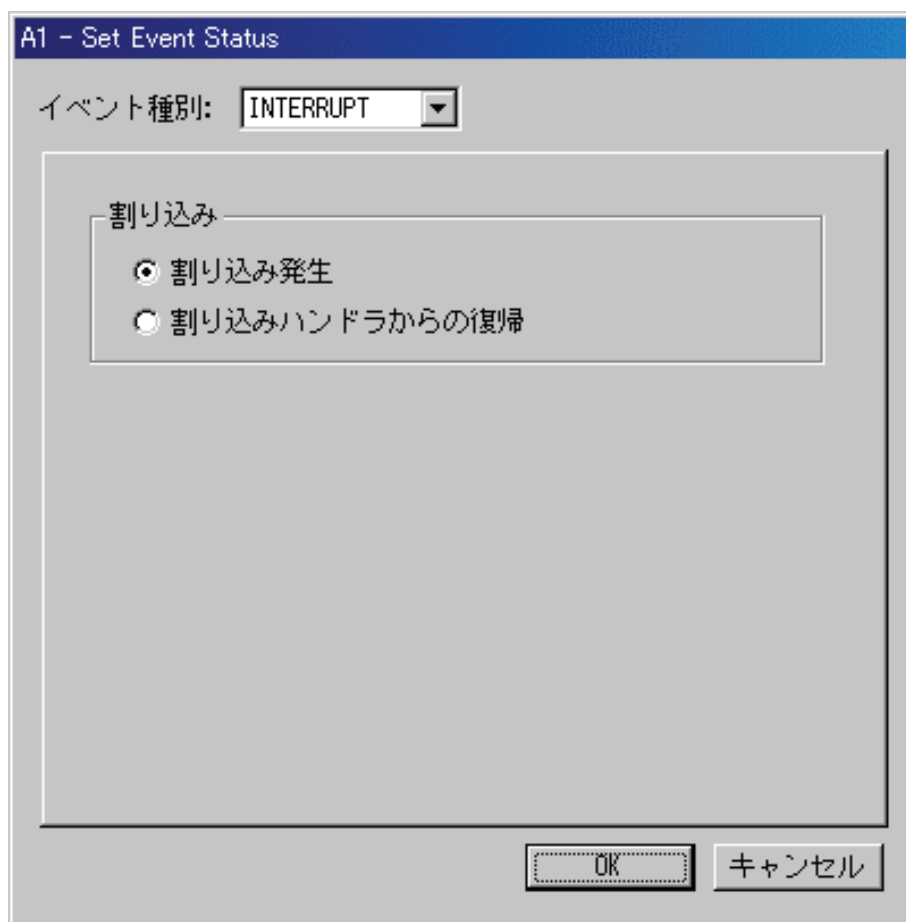 A1 - Set Event Status
イベント種別: INTERRUPT
割り込み
割り込み発生
割り込みハンドラからの復帰
OK キャンセル